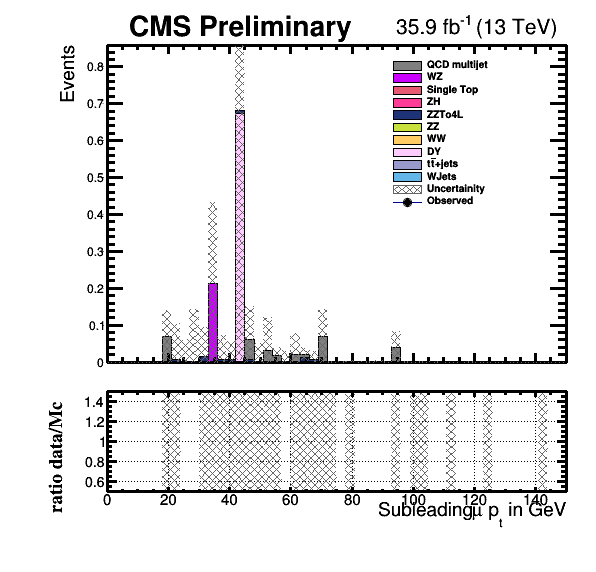 CMS Preliminary
35.9 fb⁻¹ (13 TeV)
Events
0.8
0.7
0.6
0.5
0.4
0.3
0.2
0.1
0
QCD multijet
WZ
Single Top
ZH
ZZTo4L
ZZ
WW
DY
tt̄+jets
WJets
Uncertainity
Observed
ratio data/Mc
1.4
1.2
1
0.8
0.6
0 20 40 60 80 100 120 140
Subleadingμ pₜ in GeV